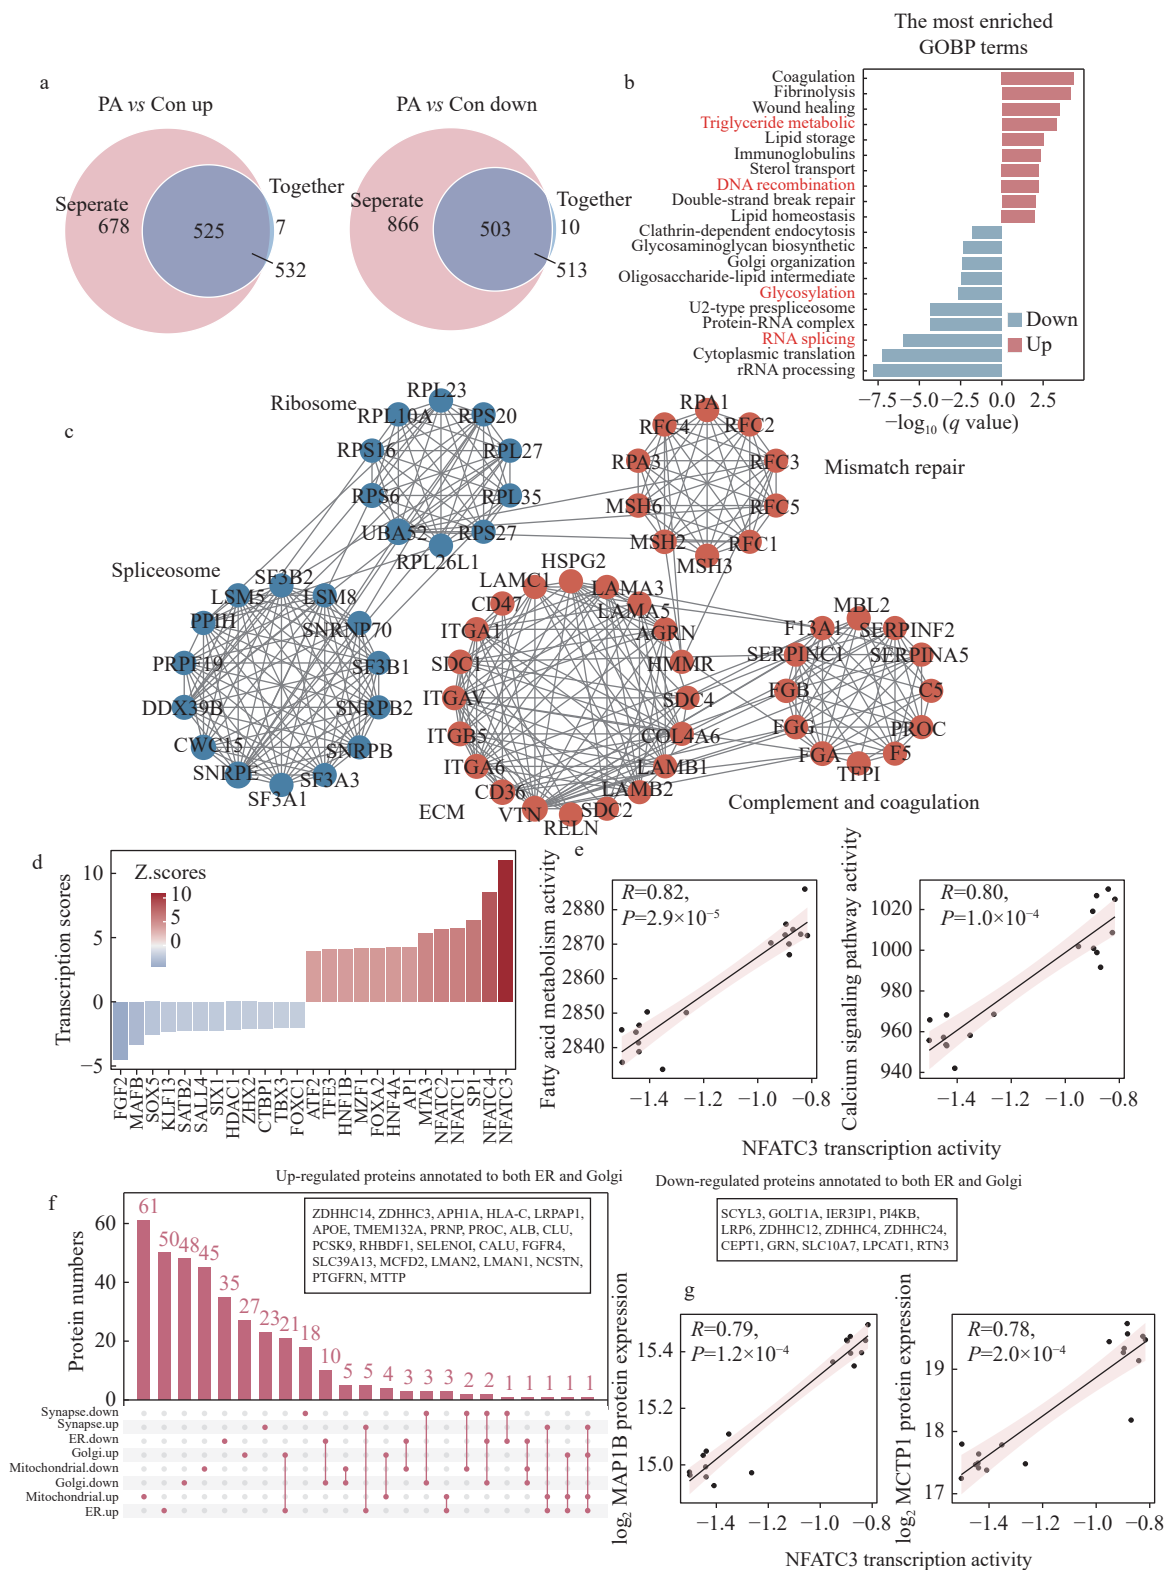 a
PA vs Con up
Seperate
678
525
Together
7
532
PA vs Con down
Seperate
866
503
Together
10
513
b
The most enriched
GOBP terms
Coagulation
Fibrinolysis
Wound healing
Triglyceride metabolic
Lipid storage
Immunoglobulins
Sterol transport
DNA recombination
Double-strand break repair
Lipid homeostasis
Clathrin-dependent endocytosis
Glycosaminoglycan biosynthetic
Golgi organization
Oligosaccharide-lipid intermediate
Glycosylation
U2-type prespliceosome
Protein-RNA complex
RNA splicing
Cytoplasmic translation
rRNA processing
Down
Up
−7.5 −5.0 −2.5 0.0 2.5
−log₁₀ (q value)
c
Ribosome
RPL23
RPL10A
RPS20
RPS16
RPL27
RPS6
RPL35
UBA52
RPS27
RPL26L1
Mismatch repair
RPA1
RFC4
RFC2
RPA3
RFC3
MSH6
RFC5
MSH2
RFC1
MSH3
Spliceosome
SF3B2
LSM5
LSM8
PPIH
SNRNP70
PRPF19
SF3B1
DDX39B
SNRPB2
CWC15
SNRPB
SNRPE
SF3A3
SF3A1
HSPG2
LAMC1
LAMA3
CD47
LAMA5
ITGA1
AGRN
SDC1
HMMR
ITGAV
SDC4
ITGB5
COL4A6
ITGA6
LAMB1
CD36
LAMB2
VTN
SDC2
RELN
ECM
MBL2
F13A1
SERPINF2
SERPINC1
SERPINA5
FGB
C5
FGG
PROC
FGA
F5
TFPI
Complement and coagulation
d
Transcription scores
10
5
0
−5
Z.scores
10
5
0
FGF2
MAFB
SOX5
KLF13
SATB2
SALL4
SIX1
HDAC1
ZHX2
CTBP1
TBX3
FOXC1
ATF2
TFE3
HNF1B
MZF1
FOXA2
HNF4A
AP1
MTA3
NFATC2
NFATC1
SP1
NFATC4
NFATC3
e
Fatty acid metabolism activity
R=0.82,
P=2.9×10⁻⁵
2880
2870
2860
2850
2840
−1.4 −1.2 −1.0 −0.8
Calcium signaling pathway activity
R=0.80,
P=1.0×10⁻⁴
1020
1000
980
960
940
−1.4 −1.2 −1.0 −0.8
NFATC3 transcription activity
f
Up-regulated proteins annotated to both ER and Golgi
ZDHHC14, ZDHHC3, APH1A, HLA-C, LRPAP1,
APOE, TMEM132A, PRNP, PROC, ALB, CLU,
PCSK9, RHBDF1, SELENOI, CALU, FGFR4,
SLC39A13, MCFD2, LMAN2, LMAN1, NCSTN,
PTGFRN, MTTP
Down-regulated proteins annotated to both ER and Golgi
SCYL3, GOLT1A, IER3IP1, PI4KB,
LRP6, ZDHHC12, ZDHHC4, ZDHHC24,
CEPT1, GRN, SLC10A7, LPCAT1, RTN3
Protein numbers
60
40
20
0
61 50 48 45 35 27 23 21 18 10 5 5 4 3 3 3 2 2 1 1 1 1
Synapse.down
Synapse.up
ER.down
Golgi.up
Mitochondrial.down
Golgi.down
Mitochondrial.up
ER.up
g
log₂ MAP1B protein expression
R=0.79,
P=1.2×10⁻⁴
15.4
15.2
15.0
−1.4 −1.2 −1.0 −0.8
log₂ MCTP1 protein expression
R=0.78,
P=2.0×10⁻⁴
19
18
17
−1.4 −1.2 −1.0 −0.8
NFATC3 transcription activity